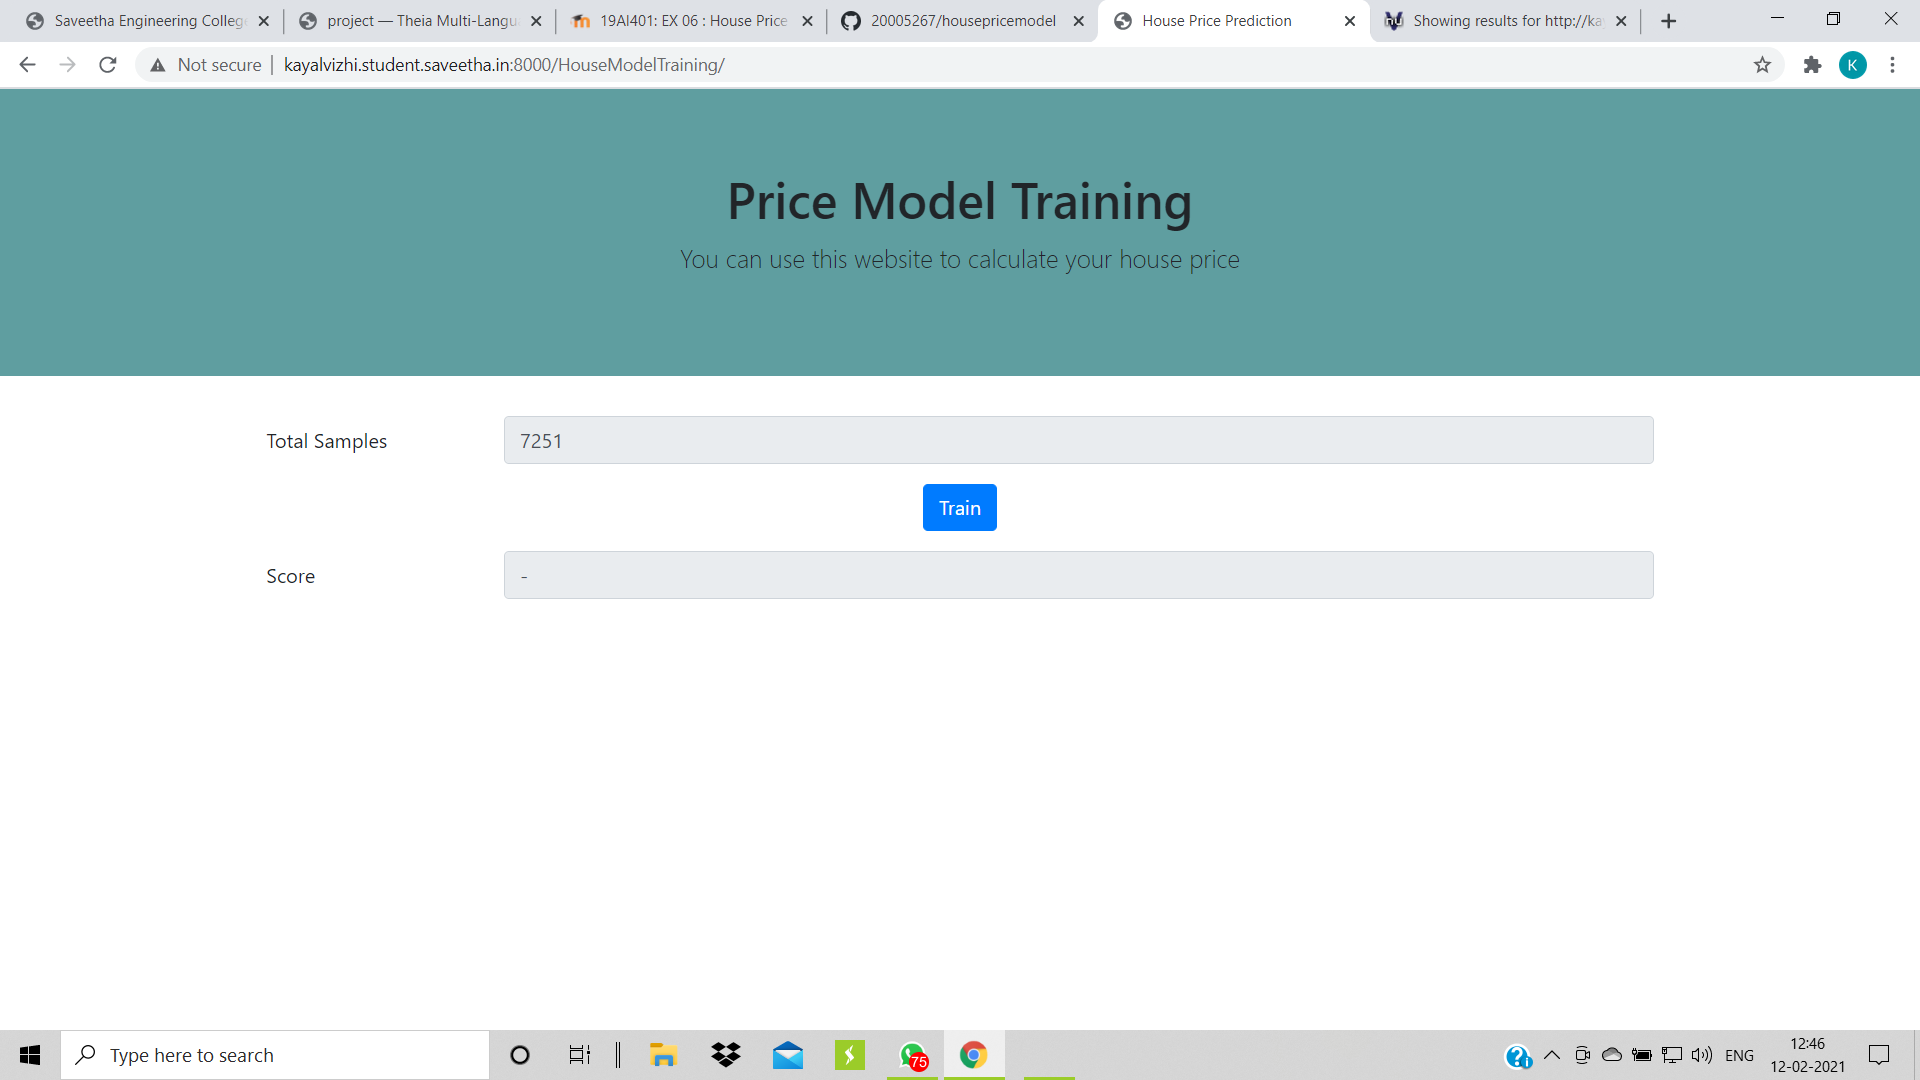 Saveetha Engineering Colleg
project — Theia Multi-Langu
19AI401: EX 06 : House Price
20005267/housepricemodel
House Price Prediction
Showing results for http://ka
Not secure
kayalvizhi.student.saveetha.in:8000/HouseModelTraining/
K
Price Model Training
You can use this website to calculate your house price
Total Samples
7251
Train
Score
-
Type here to search
75
ENG
12:46
12-02-2021